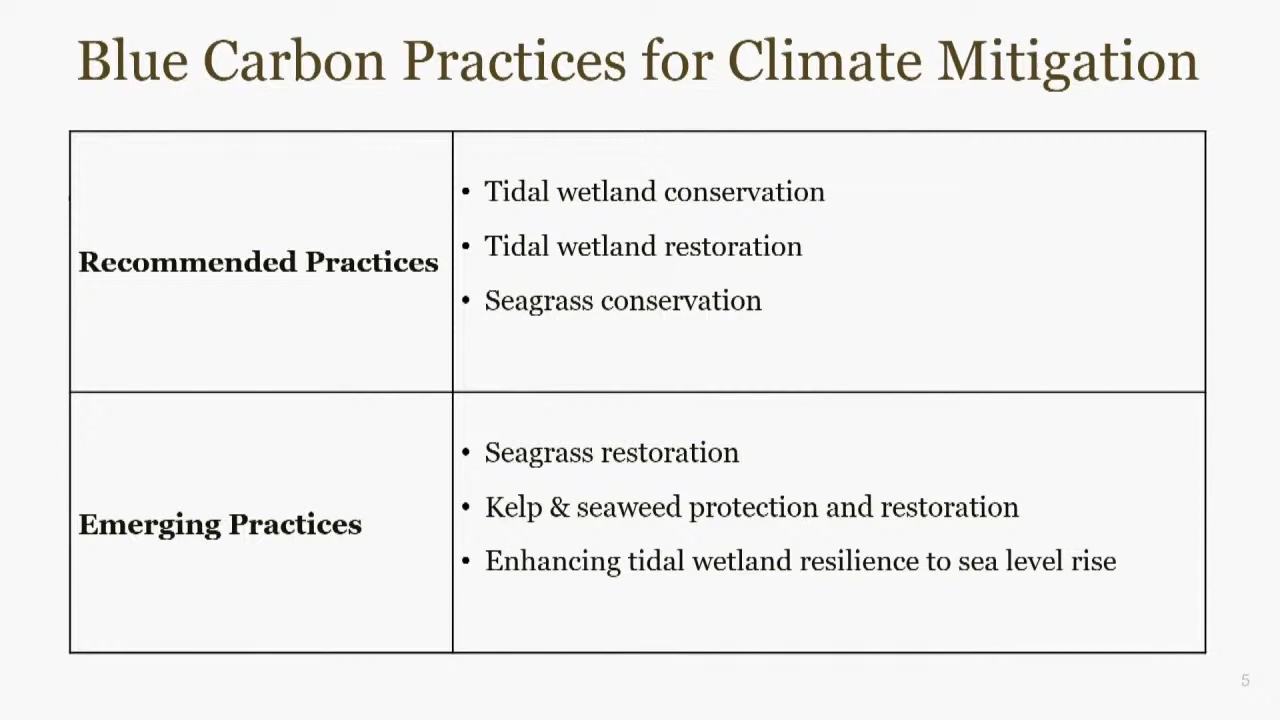 Blue Carbon Practices for Climate Mitigation
Recommended Practices
• Tidal wetland conservation
• Tidal wetland restoration
• Seagrass conservation
Emerging Practices
• Seagrass restoration
• Kelp & seaweed protection and restoration
• Enhancing tidal wetland resilience to sea level rise
5